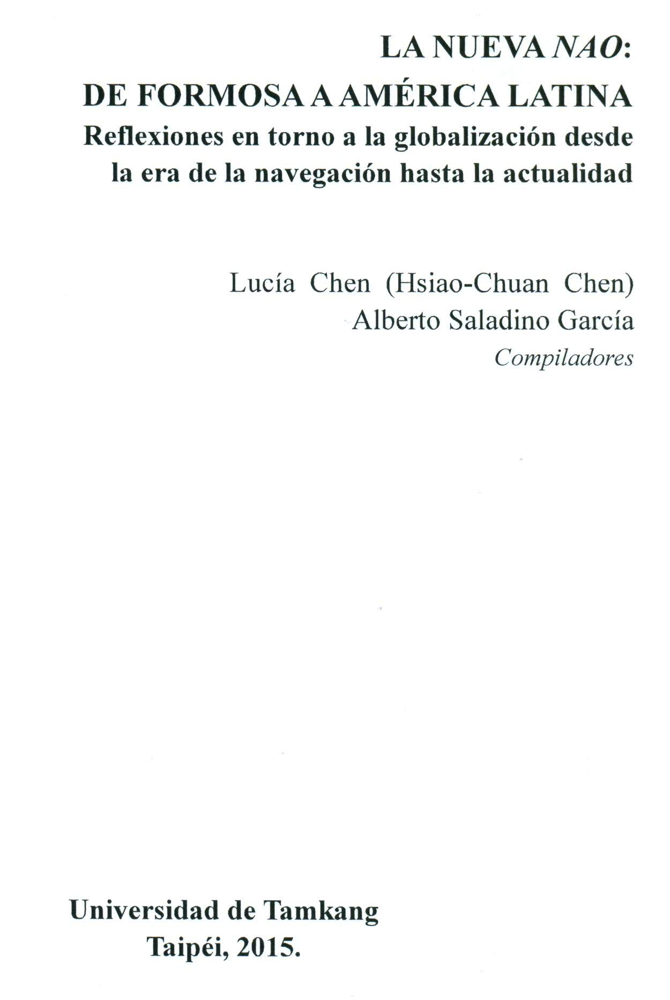 LA NUEVA NAO:
DE FORMOSA A AMÉRICA LATINA
Reflexiones en torno a la globalización desde
la era de la navegación hasta la actualidad
Lucía Chen (Hsiao-Chuan Chen)
Alberto Saladino García
Compiladores
Universidad de Tamkang
Taipéi, 2015.